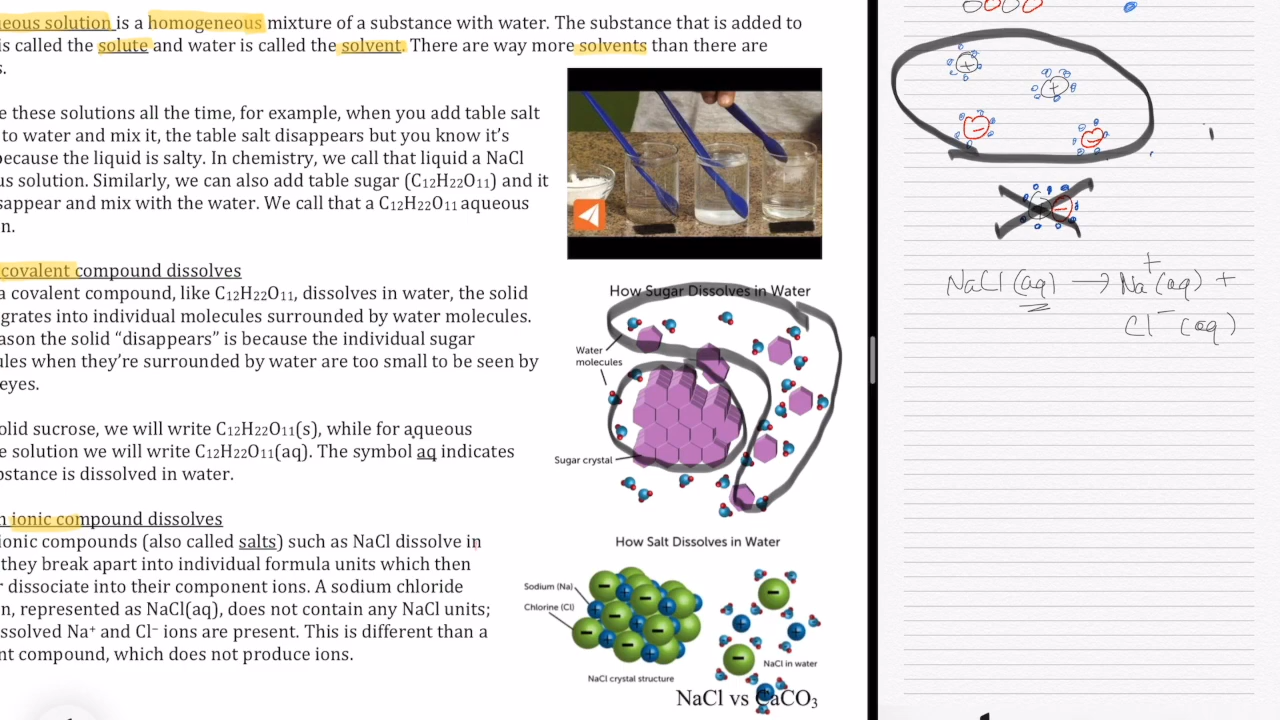 eous solution is a homogeneous mixture of a substance with water. The substance that is added to
is called the solute and water is called the solvent. There are way more solvents than there are
s.
e these solutions all the time, for example, when you add table salt
to water and mix it, the table salt disappears but you know it's
because the liquid is salty. In chemistry, we call that liquid a NaCl
us solution. Similarly, we can also add table sugar (C₁₂H₂₂O₁₁) and it
sappear and mix with the water. We call that a C₁₂H₂₂O₁₁ aqueous
n.
covalent compound dissolves
a covalent compound, like C₁₂H₂₂O₁₁, dissolves in water, the solid
grates into individual molecules surrounded by water molecules.
ason the solid "disappears" is because the individual sugar
ules when they're surrounded by water are too small to be seen by
eyes.
olid sucrose, we will write C₁₂H₂₂O₁₁(s), while for aqueous
e solution we will write C₁₂H₂₂O₁₁(aq). The symbol aq indicates
bstance is dissolved in water.
n ionic compound dissolves
ionic compounds (also called salts) such as NaCl dissolve in
they break apart into individual formula units which then
r dissociate into their component ions. A sodium chloride
n, represented as NaCl(aq), does not contain any NaCl units;
ssolved Na⁺ and Cl⁻ ions are present. This is different than a
nt compound, which does not produce ions.
How Sugar Dissolves in Water
Water
molecules
Sugar crystal
How Salt Dissolves in Water
Sodium (Na)
Chlorine (Cl)
NaCl in water
NaCl crystal structure
NaCl vs CaCO₃
NaCl (aq) → Na⁺ (aq) +
Cl⁻ (aq)